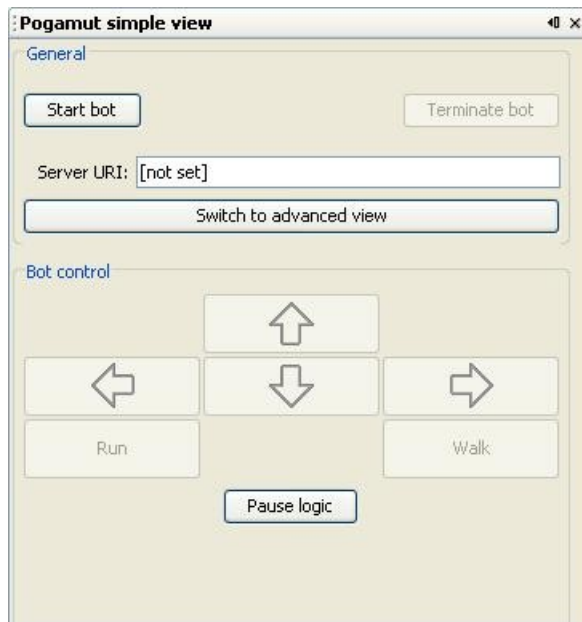 Pogamut simple view
General
Start bot
Terminate bot
Server URI: [not set]
Switch to advanced view
Bot control
Run
Walk
Pause logic